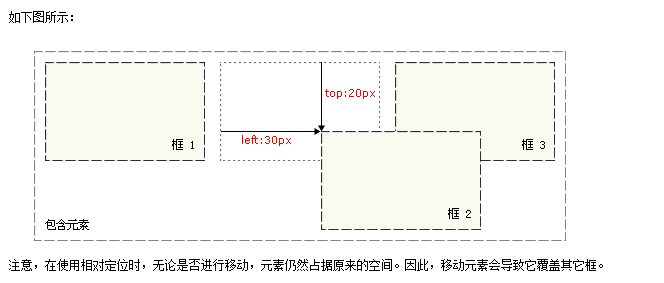 如下图所示：
top:20px
left:30px
框 1
框 3
框 2
包含元素
注意，在使用相对定位时，无论是否进行移动，元素仍然占据原来的空间。因此，移动元素会导致它覆盖其它框。